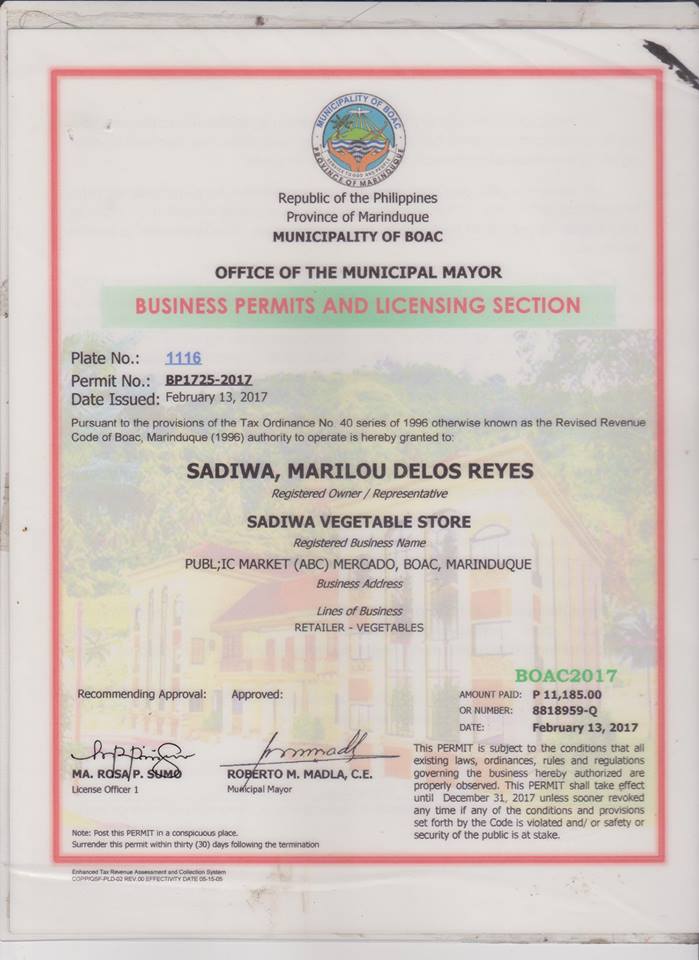 MUNICIPALITY OF BOAC
PROVINCE OF MARINDUQUE
Republic of the Philippines
Province of Marinduque
MUNICIPALITY OF BOAC
OFFICE OF THE MUNICIPAL MAYOR
BUSINESS PERMITS AND LICENSING SECTION
Plate No.: 1116
Permit No.: BP1725-2017
Date Issued: February 13, 2017
Pursuant to the provisions of the Tax Ordinance No. 40 series of 1996 otherwise known as the Revised Revenue
Code of Boac, Marinduque (1996) authority to operate is hereby granted to:
SADIWA, MARILOU DELOS REYES
Registered Owner / Representative
SADIWA VEGETABLE STORE
Registered Business Name
PUBL;IC MARKET (ABC) MERCADO, BOAC, MARINDUQUE
Business Address
Lines of Business
RETAILER - VEGETABLES
BOAC2017
Recommending Approval: Approved:
AMOUNT PAID: P 11,185.00
OR NUMBER: 8818959-Q
DATE: February 13, 2017
MA. ROSA P. SUMO
License Officer 1
ROBERTO M. MADLA, C.E.
Municipal Mayor
This PERMIT is subject to the conditions that all
existing laws, ordinances, rules and regulations
governing the business hereby authorized are
properly observed. This PERMIT shall take effect
until December 31, 2017 unless sooner revoked
any time if any of the conditions and provisions
set forth by the Code is violated and/ or safety or
security of the public is at stake.
Note: Post this PERMIT in a conspicuous place.
Surrender this permit within thirty (30) days following the termination
Enhanced Tax Revenue Assessment and Collection System